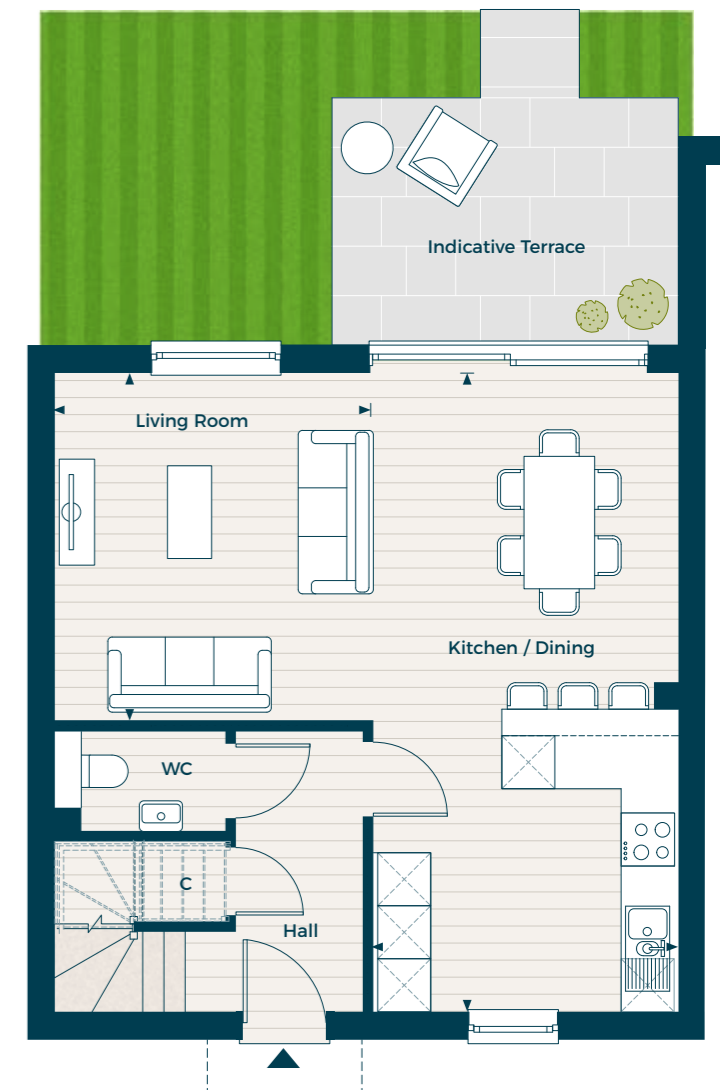 Indicative Terrace
Living Room
Kitchen / Dining
WC
C
Hall